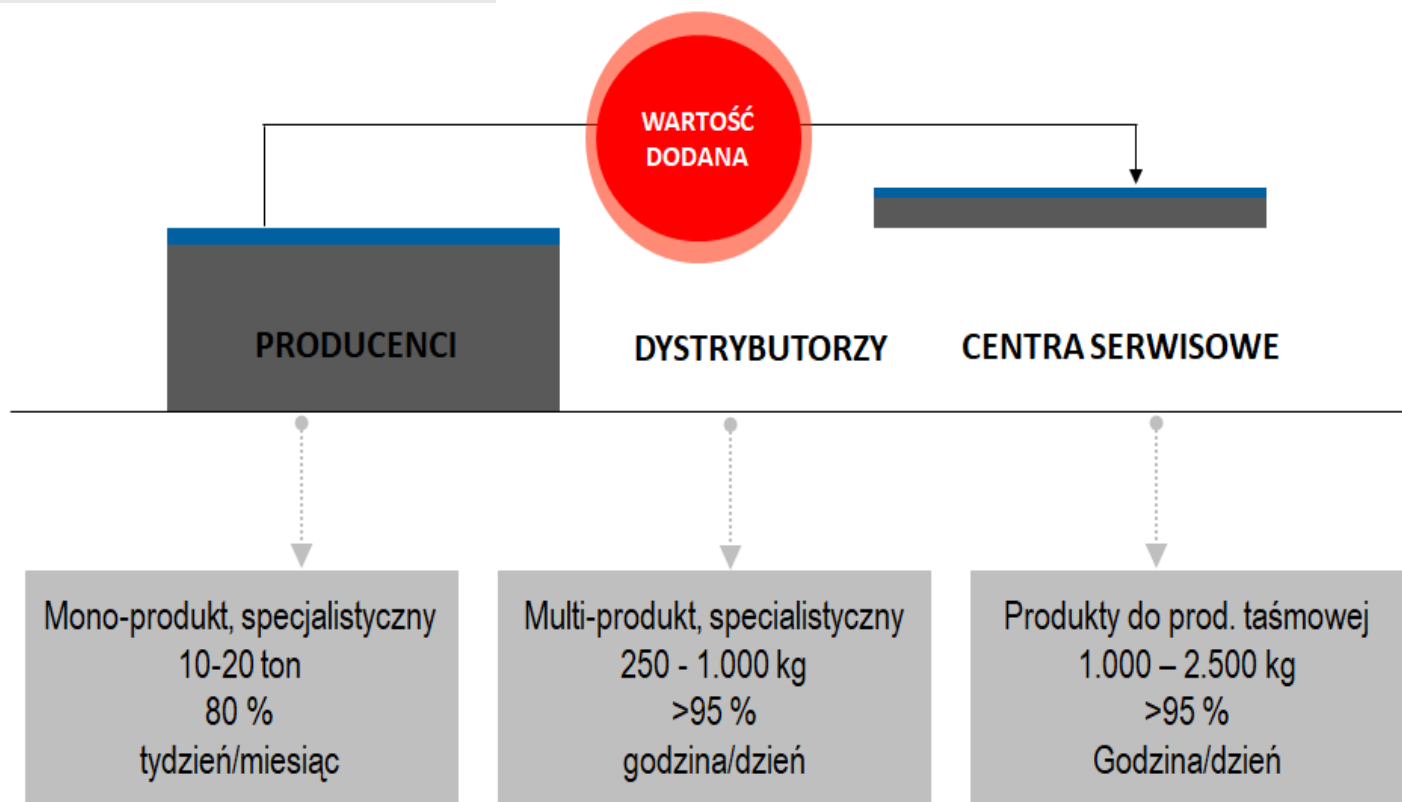 WARTOŚĆ
DODANA
PRODUCENCI
DYSTRYBUTORZY
CENTRA SERWISOWE
Mono-produkt, specjalistyczny
10-20 ton
80 %
tydzień/miesiąc
Multi-produkt, specialistyczny
250 - 1.000 kg
>95 %
godzina/dzień
Produkty do prod. taśmowej
1.000 – 2.500 kg
>95 %
Godzina/dzień